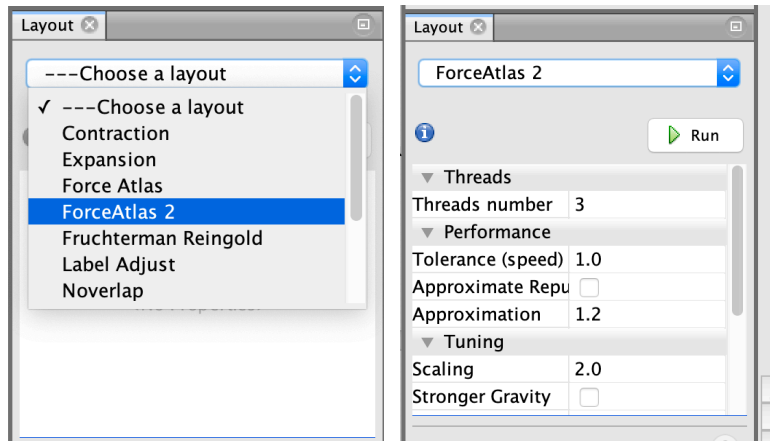 Layout
---Choose a layout
✓ ---Choose a layout
Contraction
Expansion
Force Atlas
ForceAtlas 2
Fruchterman Reingold
Label Adjust
Noverlap
Layout
ForceAtlas 2
Run
Threads
Threads number 3
Performance
Tolerance (speed) 1.0
Approximate Repu
Approximation 1.2
Tuning
Scaling 2.0
Stronger Gravity